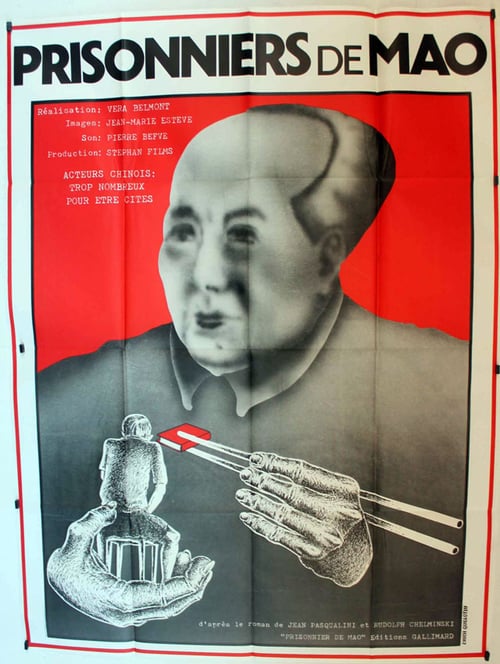 PRISONNIERS DE MAO
Réalisation: VERA BELMONT
Images: JEAN-MARIE ESTEVE
Son: PIERRE BEFVE
Production: STEPHAN FILMS
ACTEURS CHINOIS:
TROP NOMBREUX
POUR ETRE CITES
d'après le roman de JEAN PASQUALINI et RUDOLPH CHELMINSKI
"PRISONNIER DE MAO" Editions GALLIMARD